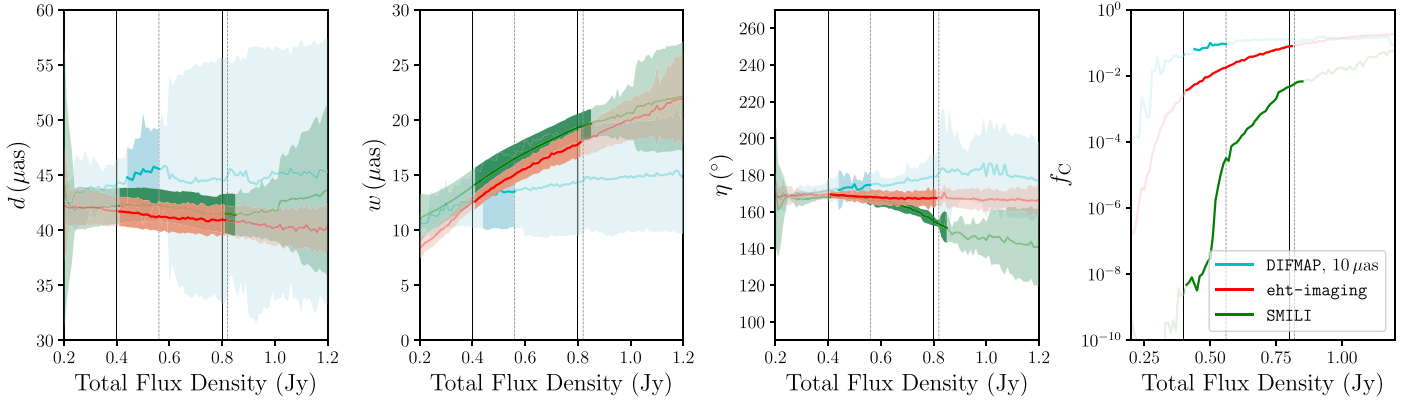 60
55
50
45
40
35
30
d (μas)
0.2 0.4 0.6 0.8 1.0 1.2
Total Flux Density (Jy)
30
25
20
15
10
5
0
w (μas)
0.2 0.4 0.6 0.8 1.0 1.2
Total Flux Density (Jy)
260
240
220
200
180
160
140
120
100
η (°)
0.2 0.4 0.6 0.8 1.0 1.2
Total Flux Density (Jy)
10⁰
10⁻²
10⁻⁴
10⁻⁶
10⁻⁸
10⁻¹⁰
f_C
DIFMAP, 10 μas
eht-imaging
SMILI
0.25 0.50 0.75 1.00
Total Flux Density (Jy)